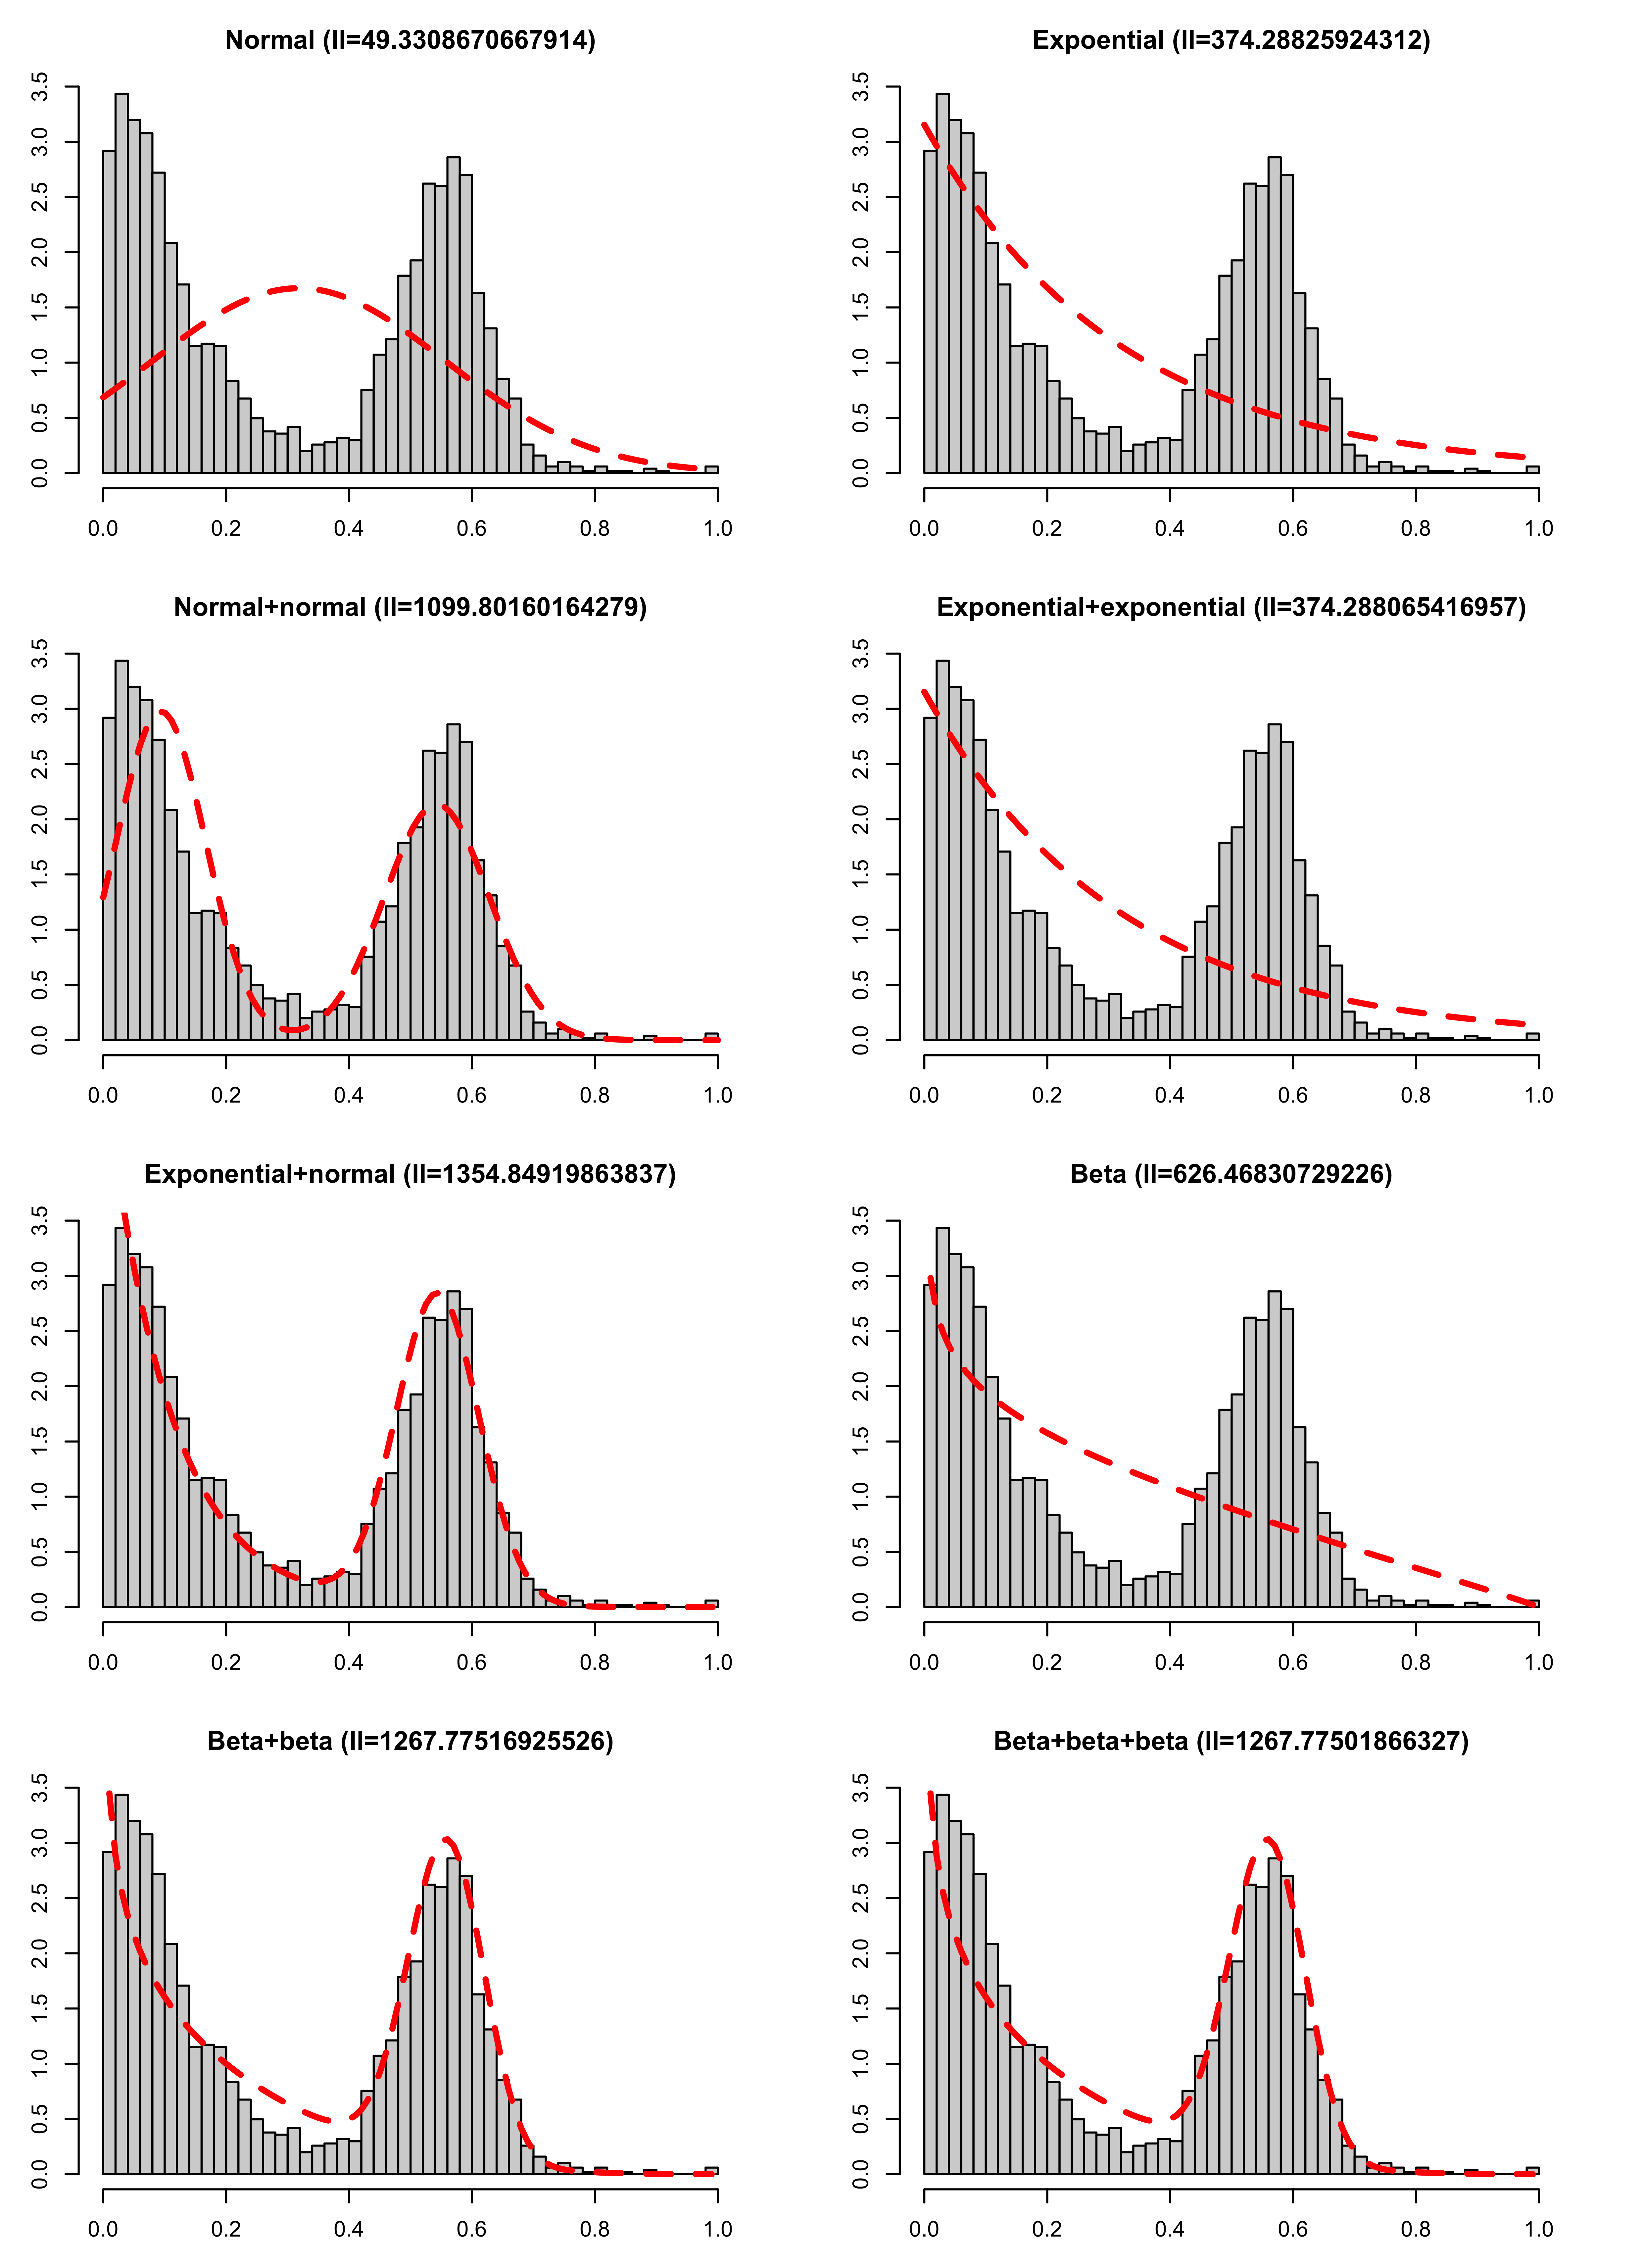 Normal (ll=49.3308670667914)
0.0 0.5 1.0 1.5 2.0 2.5 3.0 3.5
0.0 0.2 0.4 0.6 0.8 1.0
Expoential (ll=374.28825924312)
0.0 0.5 1.0 1.5 2.0 2.5 3.0 3.5
0.0 0.2 0.4 0.6 0.8 1.0
Normal+normal (ll=1099.80160164279)
0.0 0.5 1.0 1.5 2.0 2.5 3.0 3.5
0.0 0.2 0.4 0.6 0.8 1.0
Exponential+exponential (ll=374.288065416957)
0.0 0.5 1.0 1.5 2.0 2.5 3.0 3.5
0.0 0.2 0.4 0.6 0.8 1.0
Exponential+normal (ll=1354.84919863837)
0.0 0.5 1.0 1.5 2.0 2.5 3.0 3.5
0.0 0.2 0.4 0.6 0.8 1.0
Beta (ll=626.46830729226)
0.0 0.5 1.0 1.5 2.0 2.5 3.0 3.5
0.0 0.2 0.4 0.6 0.8 1.0
Beta+beta (ll=1267.77516925526)
0.0 0.5 1.0 1.5 2.0 2.5 3.0 3.5
0.0 0.2 0.4 0.6 0.8 1.0
Beta+beta+beta (ll=1267.77501866327)
0.0 0.5 1.0 1.5 2.0 2.5 3.0 3.5
0.0 0.2 0.4 0.6 0.8 1.0